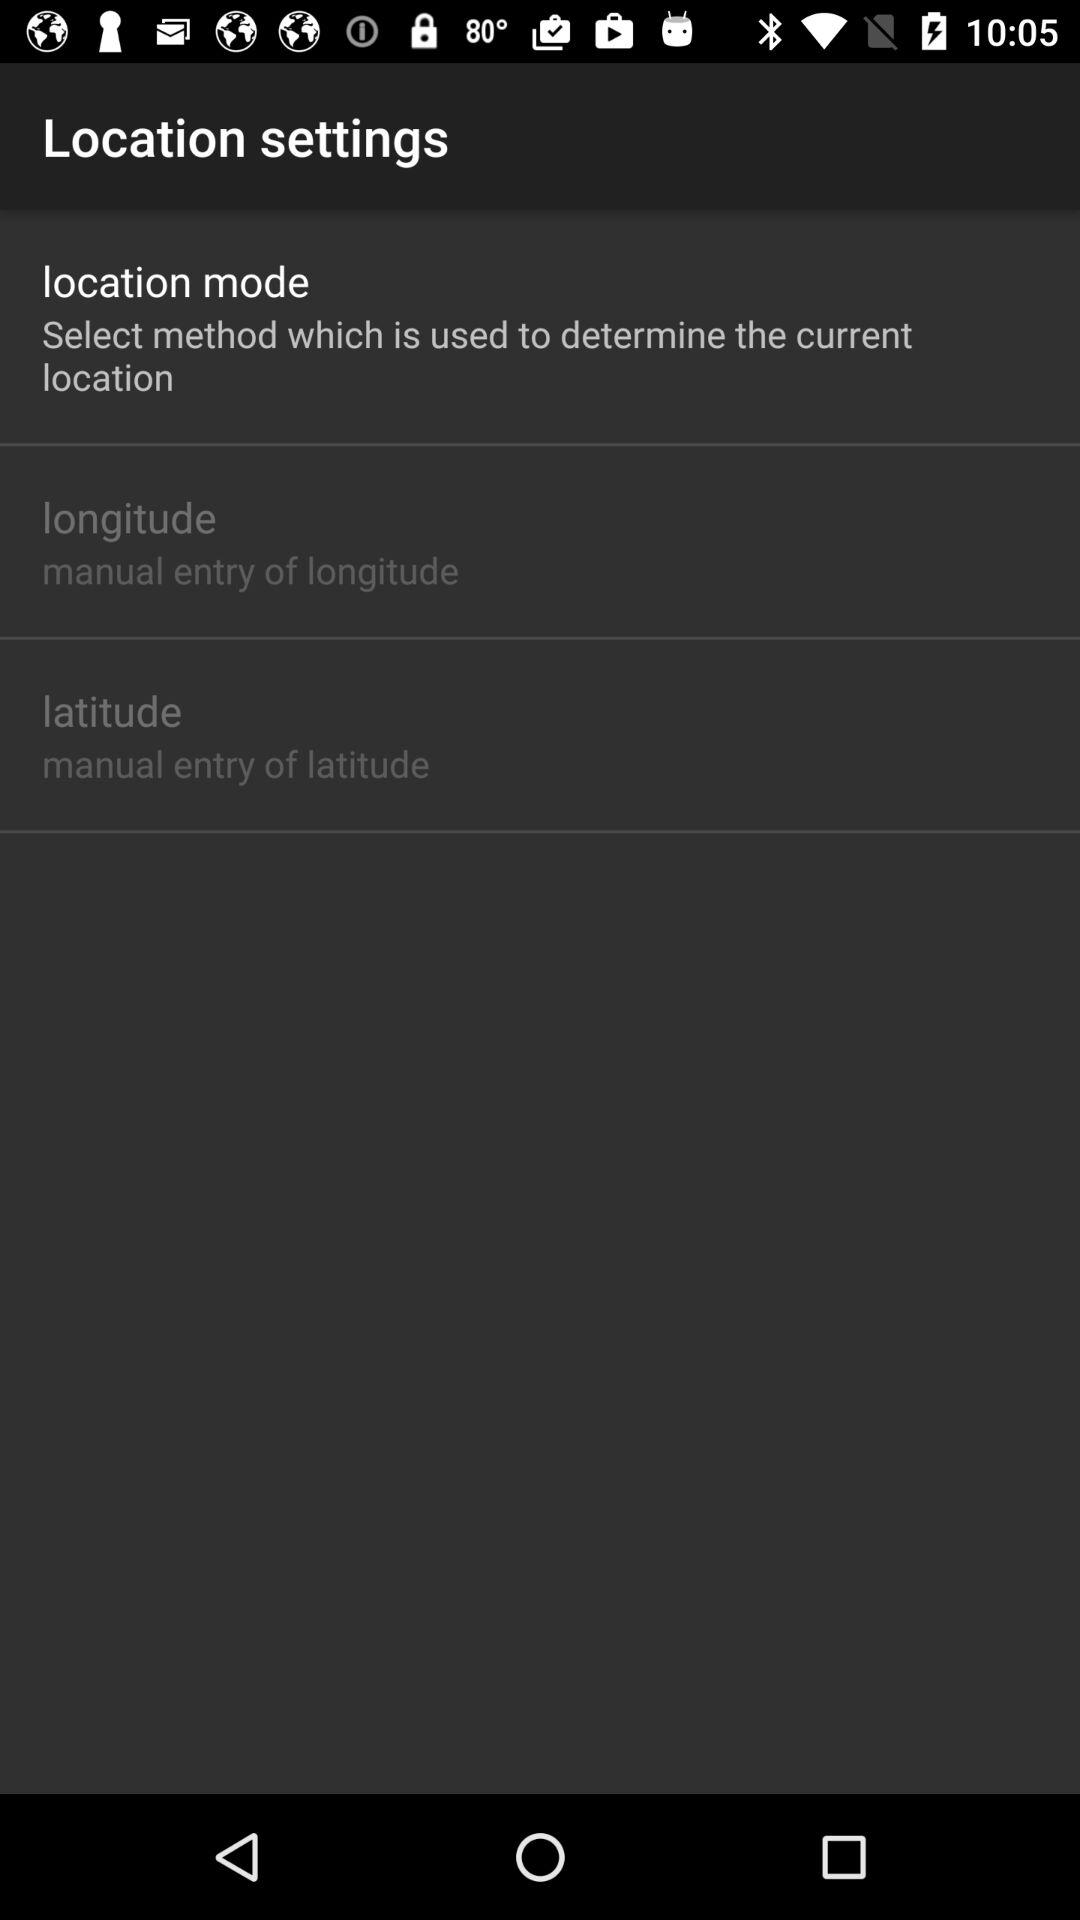 80° 10:05
Location settings
location mode
Select method which is used to determine the current
location
longitude
manual entry of longitude
latitude
manual entry of latitude